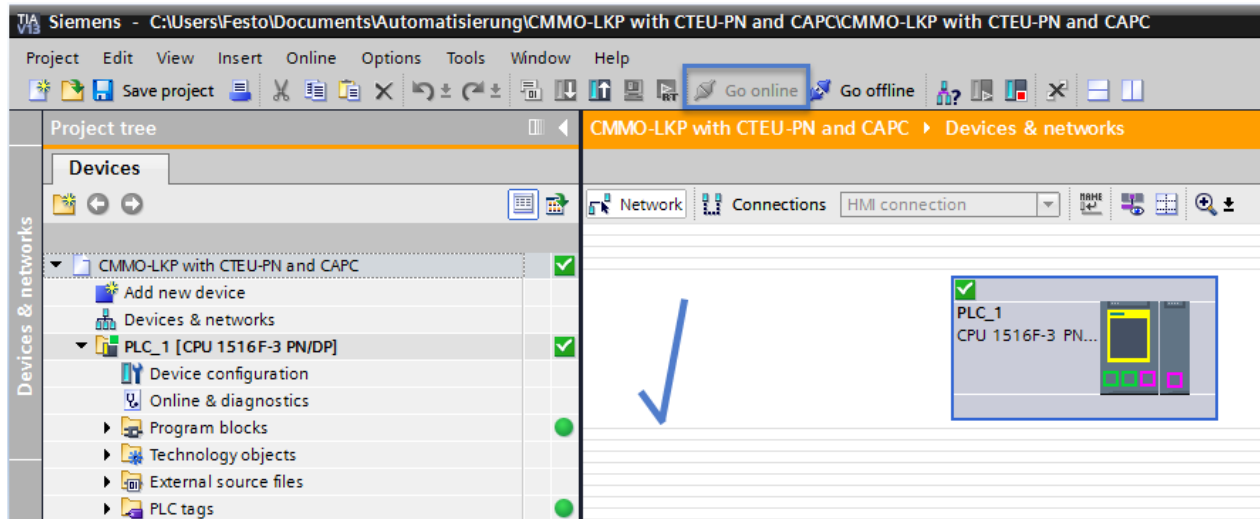 TIA V13 Siemens - C:\Users\Festo\Documents\Automatisierung\CMMO-LKP with CTEU-PN and CAPC\CMMO-LKP with CTEU-PN and CAPC
Project Edit View Insert Online Options Tools Window Help
Save project Go online Go offline
Project tree
CMMO-LKP with CTEU-PN and CAPC Devices & networks
Devices
Network Connections HMI connection NAME
Devices & networks
CMMO-LKP with CTEU-PN and CAPC
Add new device
Devices & networks
PLC_1 [CPU 1516F-3 PN/DP]
Device configuration
Online & diagnostics
Program blocks
Technology objects
External source files
PLC tags
PLC_1
CPU 1516F-3 PN...